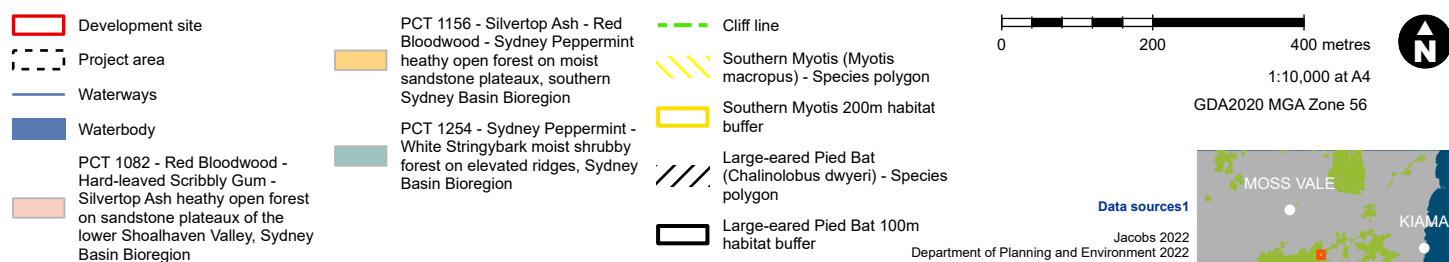 Development site
Project area
Waterways
Waterbody
PCT 1082 - Red Bloodwood -
Hard-leaved Scribbly Gum -
Silvertop Ash heathy open forest
on sandstone plateaux of the
lower Shoalhaven Valley, Sydney
Basin Bioregion
PCT 1156 - Silvertop Ash - Red
Bloodwood - Sydney Peppermint
heathy open forest on moist
sandstone plateaux, southern
Sydney Basin Bioregion
PCT 1254 - Sydney Peppermint -
White Stringybark moist shrubby
forest on elevated ridges, Sydney
Basin Bioregion
Cliff line
Southern Myotis (Myotis
macropus) - Species polygon
Southern Myotis 200m habitat
buffer
Large-eared Pied Bat
(Chalinolobus dwyeri) - Species
polygon
Large-eared Pied Bat 100m
habitat buffer
0 200 400 metres
1:10,000 at A4
GDA2020 MGA Zone 56
N
Data sources1
Jacobs 2022
Department of Planning and Environment 2022
MOSS VALE
KIAMA